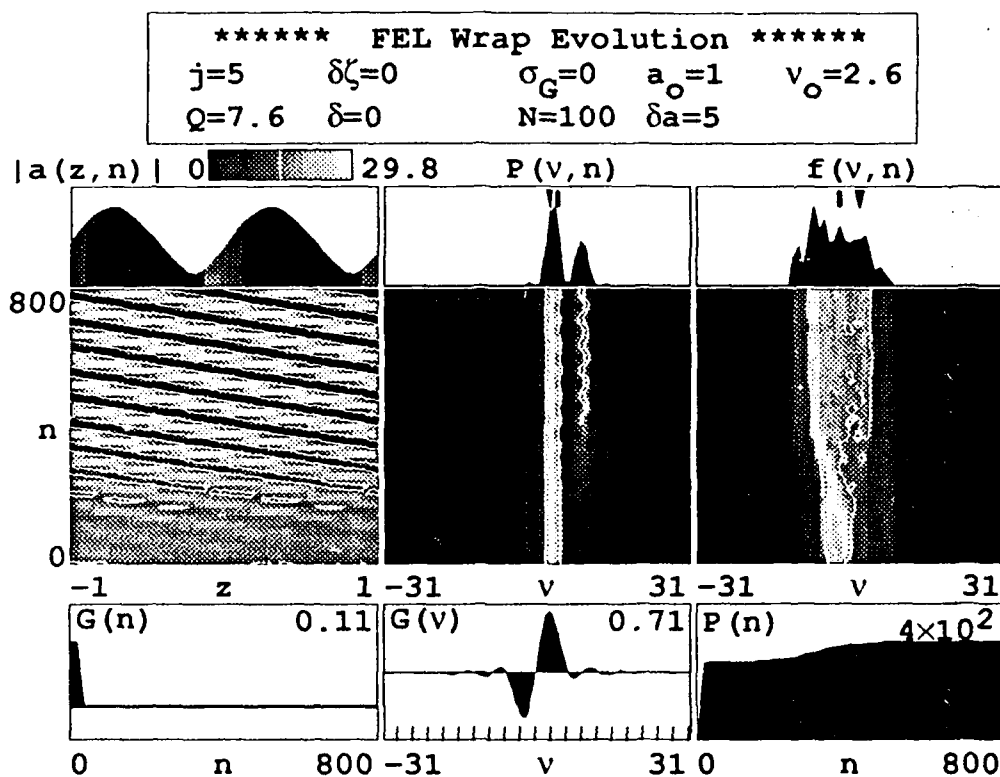 ****** FEL Wrap Evolution ******
j=5 δζ=0 σG=0 ao=1 νo=2.6
Q=7.6 δ=0 N=100 δa=5
|a(z,n)| 0 29.8 P(ν,n) f(ν,n)
800
n
0
-1 z 1 -31 ν 31 -31 ν 31
G(n) 0.11 G(ν) 0.71 P(n) 4×10²
0 n 800 -31 ν 31 0 n 800